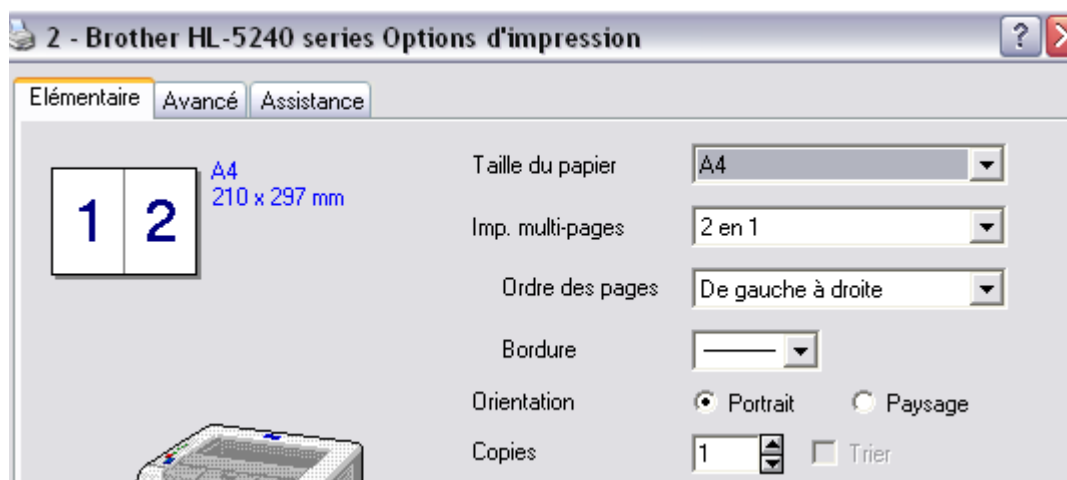 2 - Brother HL-5240 series Options d'impression
Elémentaire Avancé Assistance
1 2
A4
210 x 297 mm
Taille du papier A4
Imp. multi-pages 2 en 1
Ordre des pages De gauche à droite
Bordure
Orientation Portrait Paysage
Copies 1 Trier